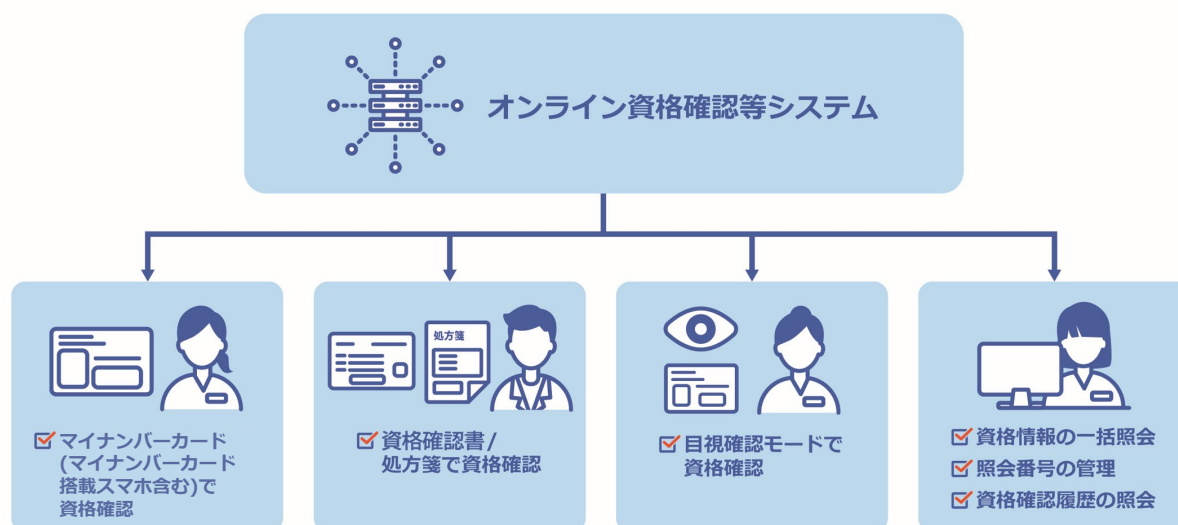 オンライン資格確認等システム
マイナンバーカード
(マイナンバーカード
搭載スマホ含む)で
資格確認
処方箋
資格確認書/
処方箋で資格確認
目視確認モードで
資格確認
資格情報の一括照会
照会番号の管理
資格確認履歴の照会